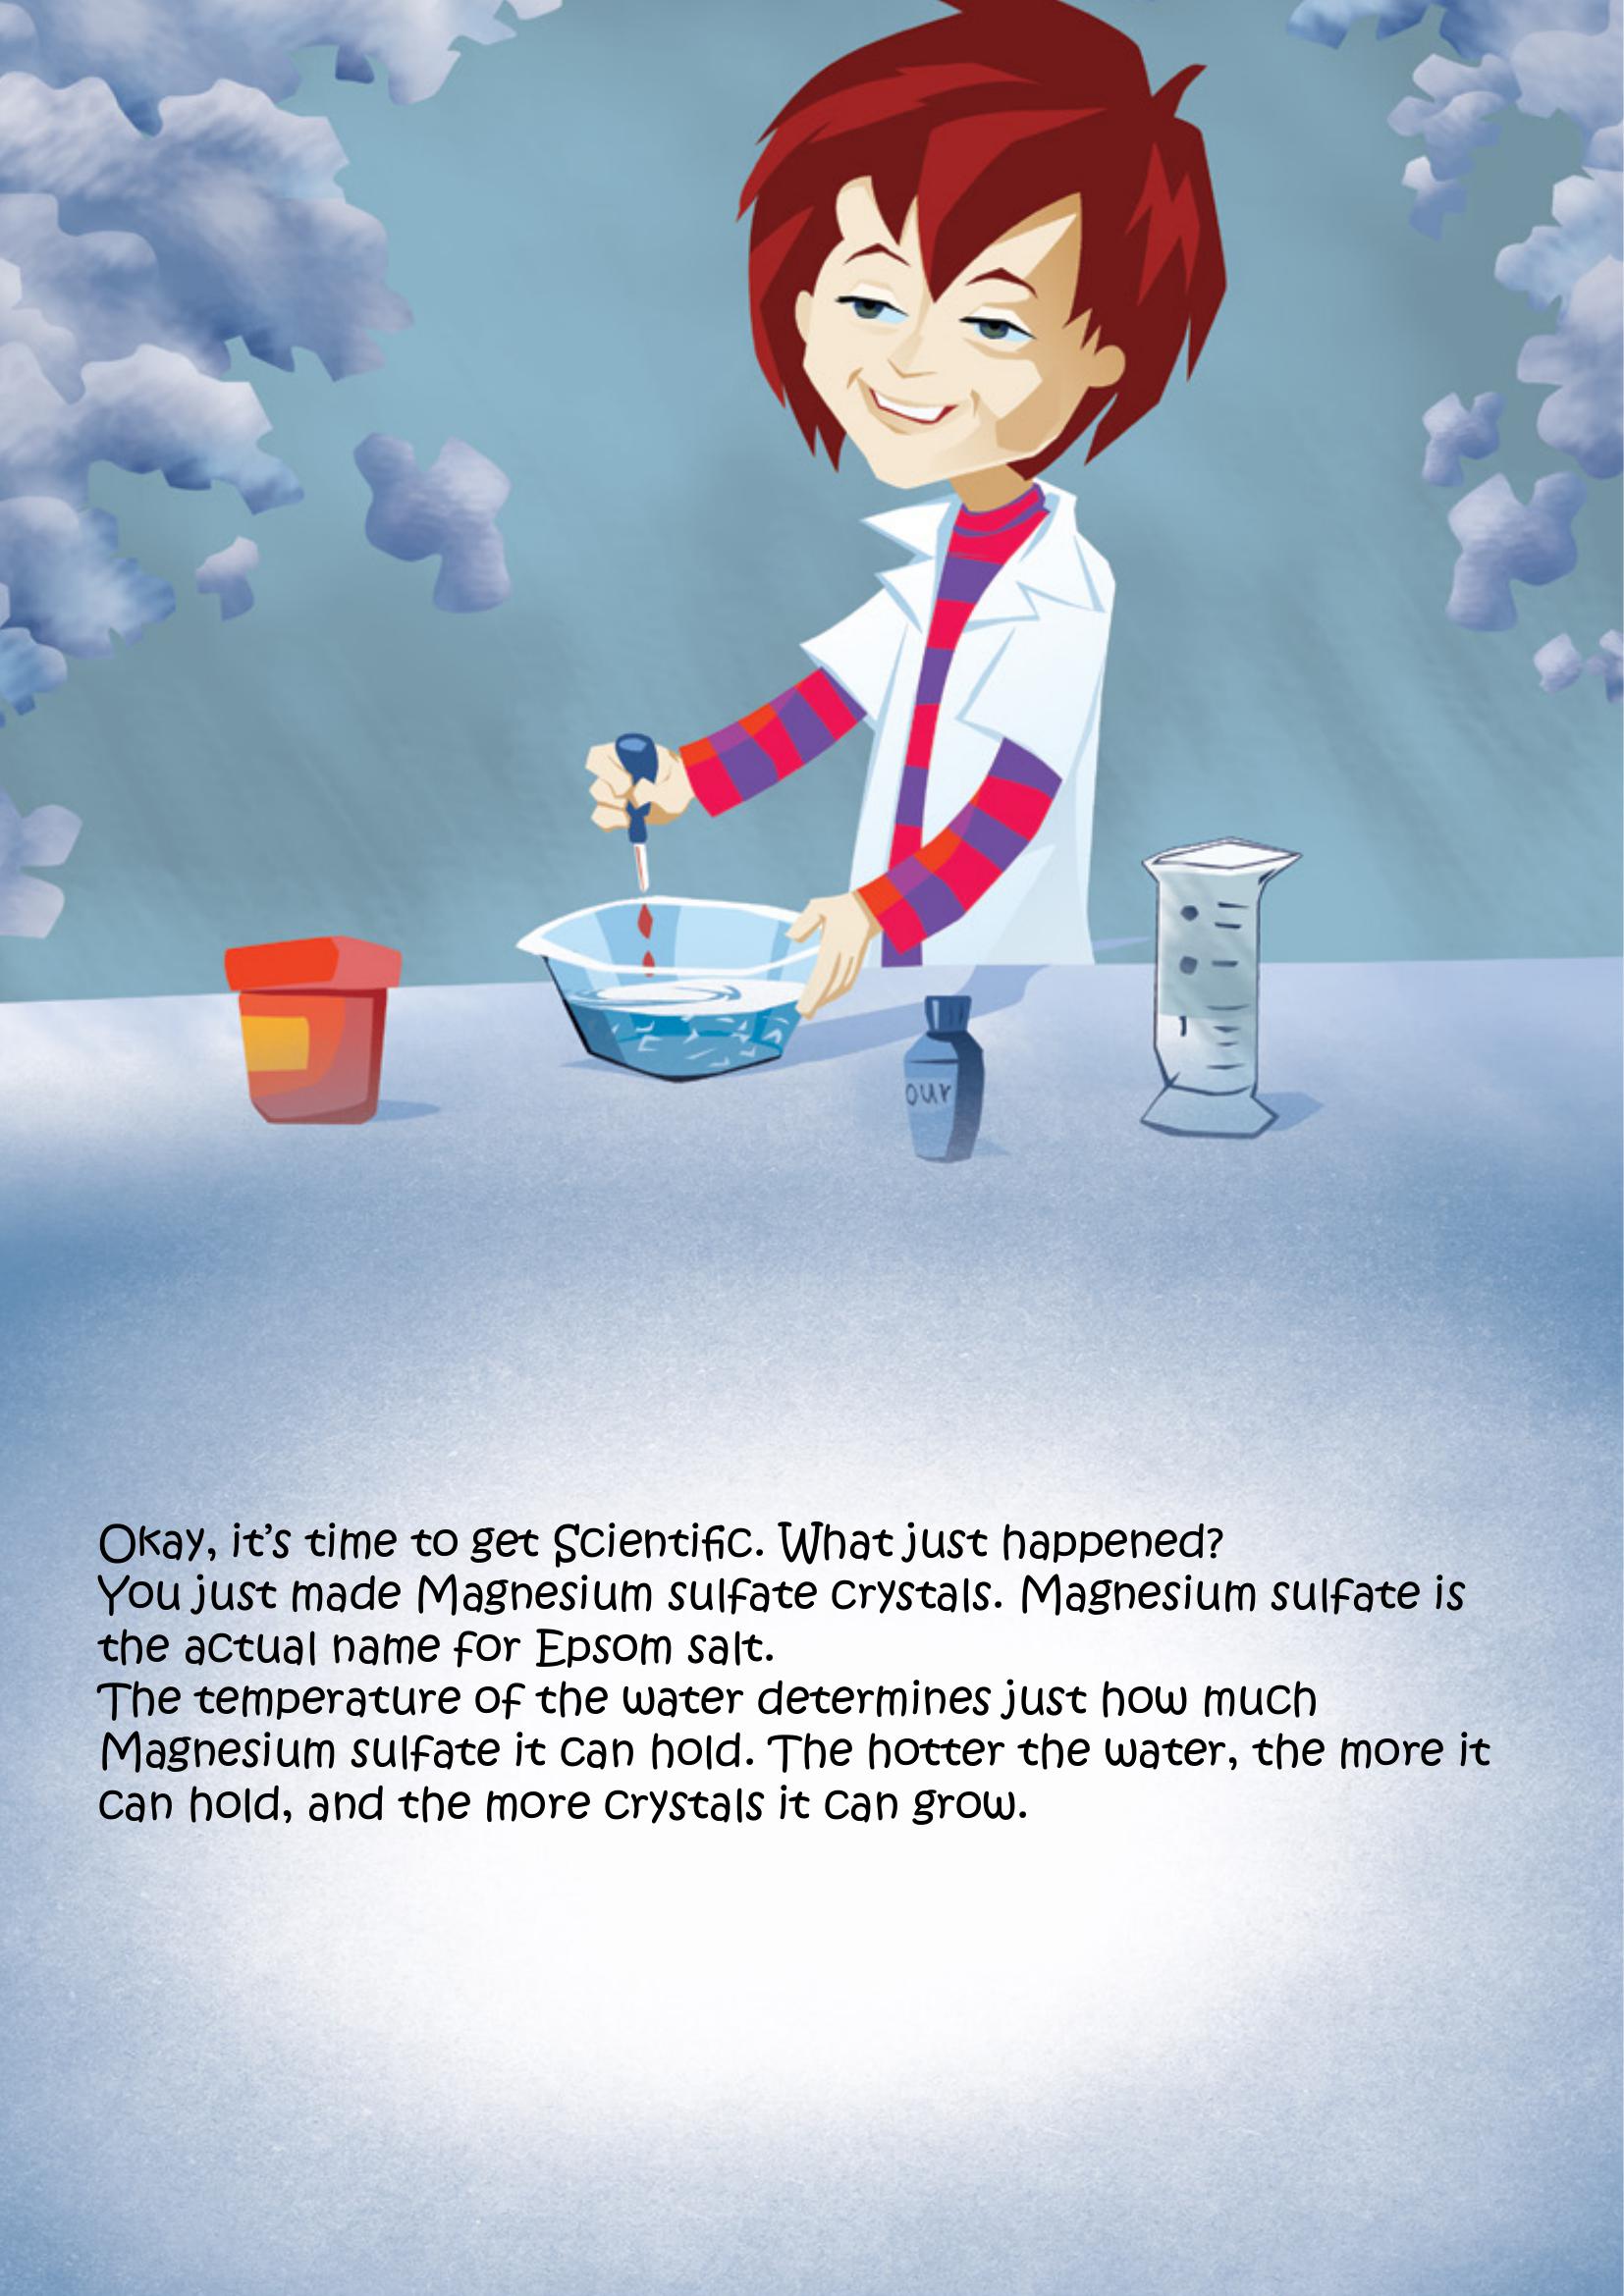 our
Okay, it’s time to get Scientific. What just happened?
You just made Magnesium sulfate crystals. Magnesium sulfate is
the actual name for Epsom salt.
The temperature of the water determines just how much
Magnesium sulfate it can hold. The hotter the water, the more it
can hold, and the more crystals it can grow.